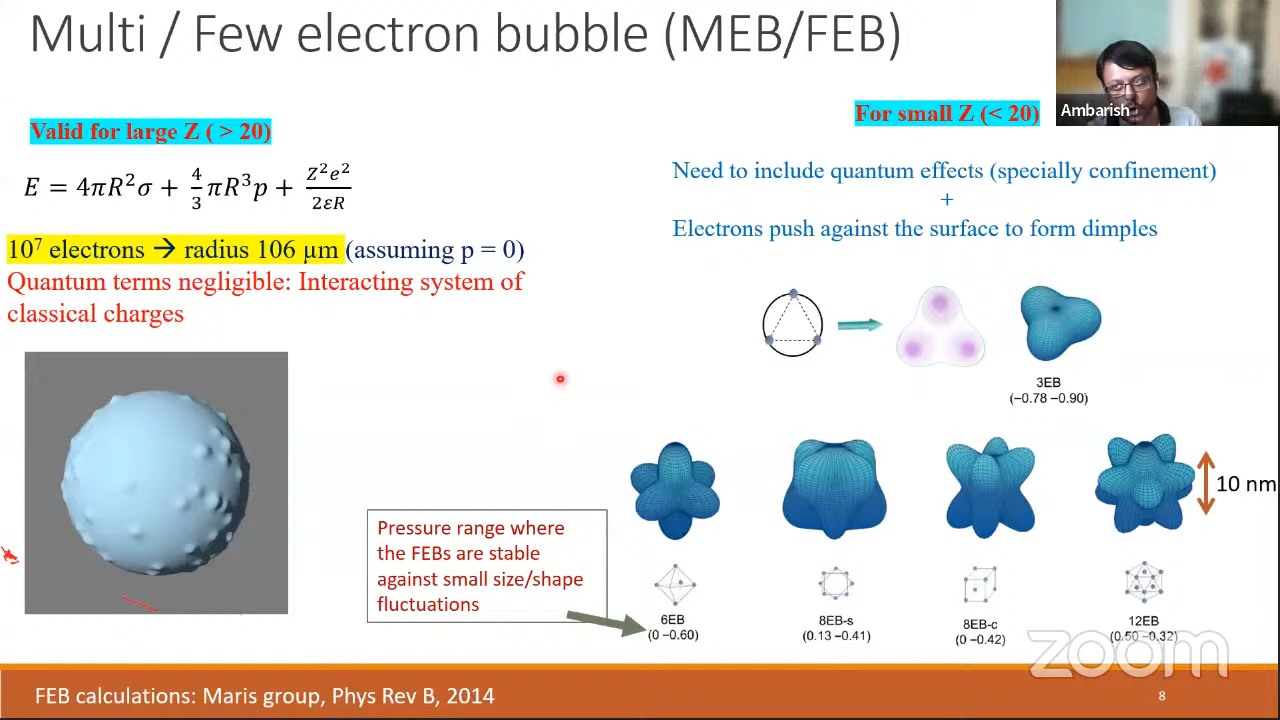 Multi / Few electron bubble (MEB/FEB)
Ambarish
Valid for large Z ( > 20)
E = 4πR²σ + 4/3 πR³p + Z²e²/2εR
10⁷ electrons → radius 106 µm (assuming p = 0)
Quantum terms negligible: Interacting system of
classical charges
For small Z (< 20)
Need to include quantum effects (specially confinement)
+
Electrons push against the surface to form dimples
3EB
(−0.78 −0.90)
10 nm
Pressure range where
the FEBs are stable
against small size/shape
fluctuations
6EB
(0 −0.60)
8EB-s
(0.13 −0.41)
8EB-c
(0 −0.42)
12EB
(0.50 −0.32)
zoom
FEB calculations: Maris group, Phys Rev B, 2014
8